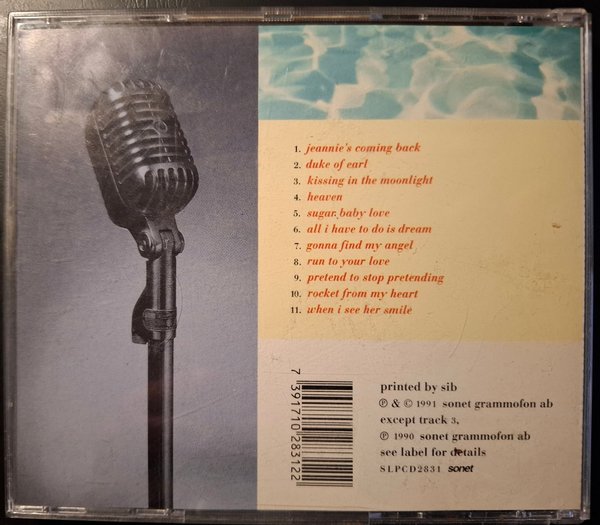 1. jeannie's coming back
2. duke of earl
3. kissing in the moonlight
4. heaven
5. sugar baby love
6. all i have to do is dream
7. gonna find my angel
8. run to your love
9. pretend to stop pretending
10. rocket from my heart
11. when i see her smile
7 391710 283122
printed by sib
℗ & © 1991 sonet grammofon ab
except track 3,
℗ 1990 sonet grammofon ab
see label for details
SLPCD2831 sonet